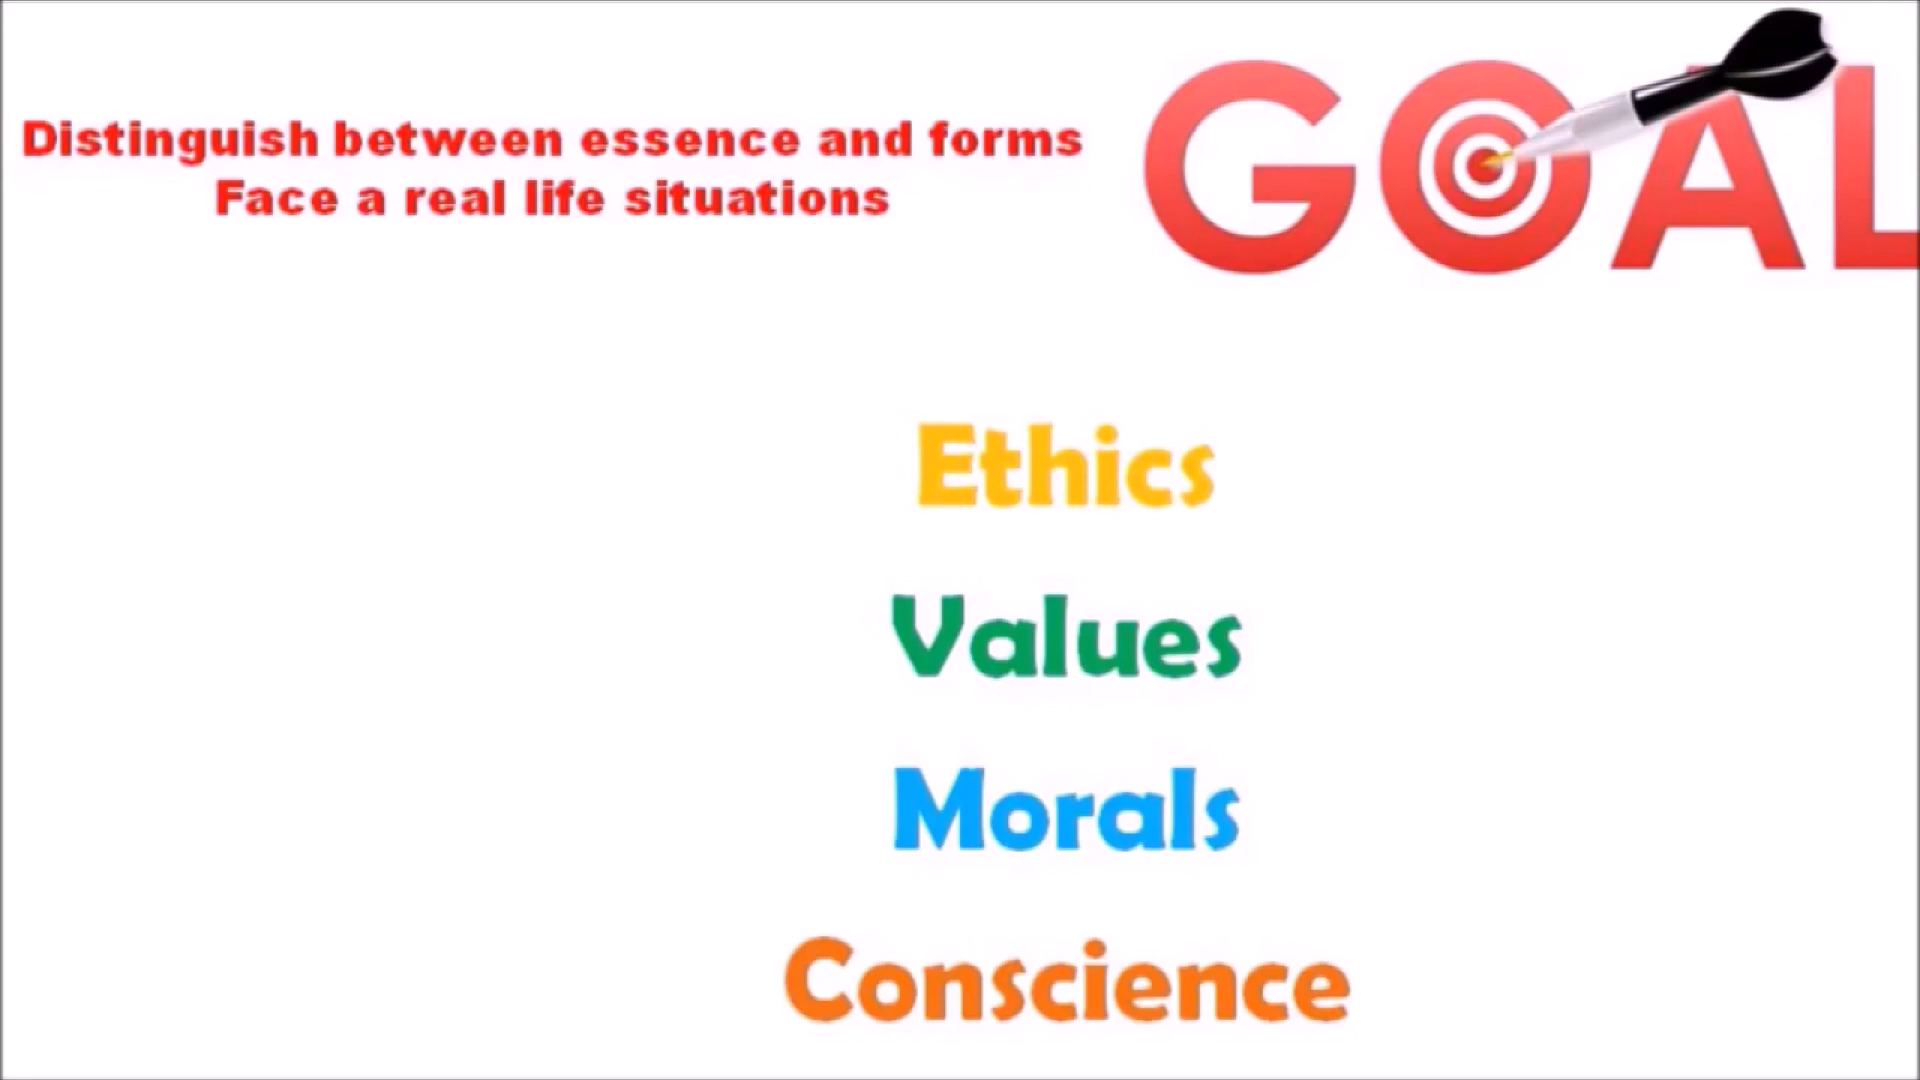 Distinguish between essence and forms
Face a real life situations
GOAL
Ethics
Values
Morals
Conscience